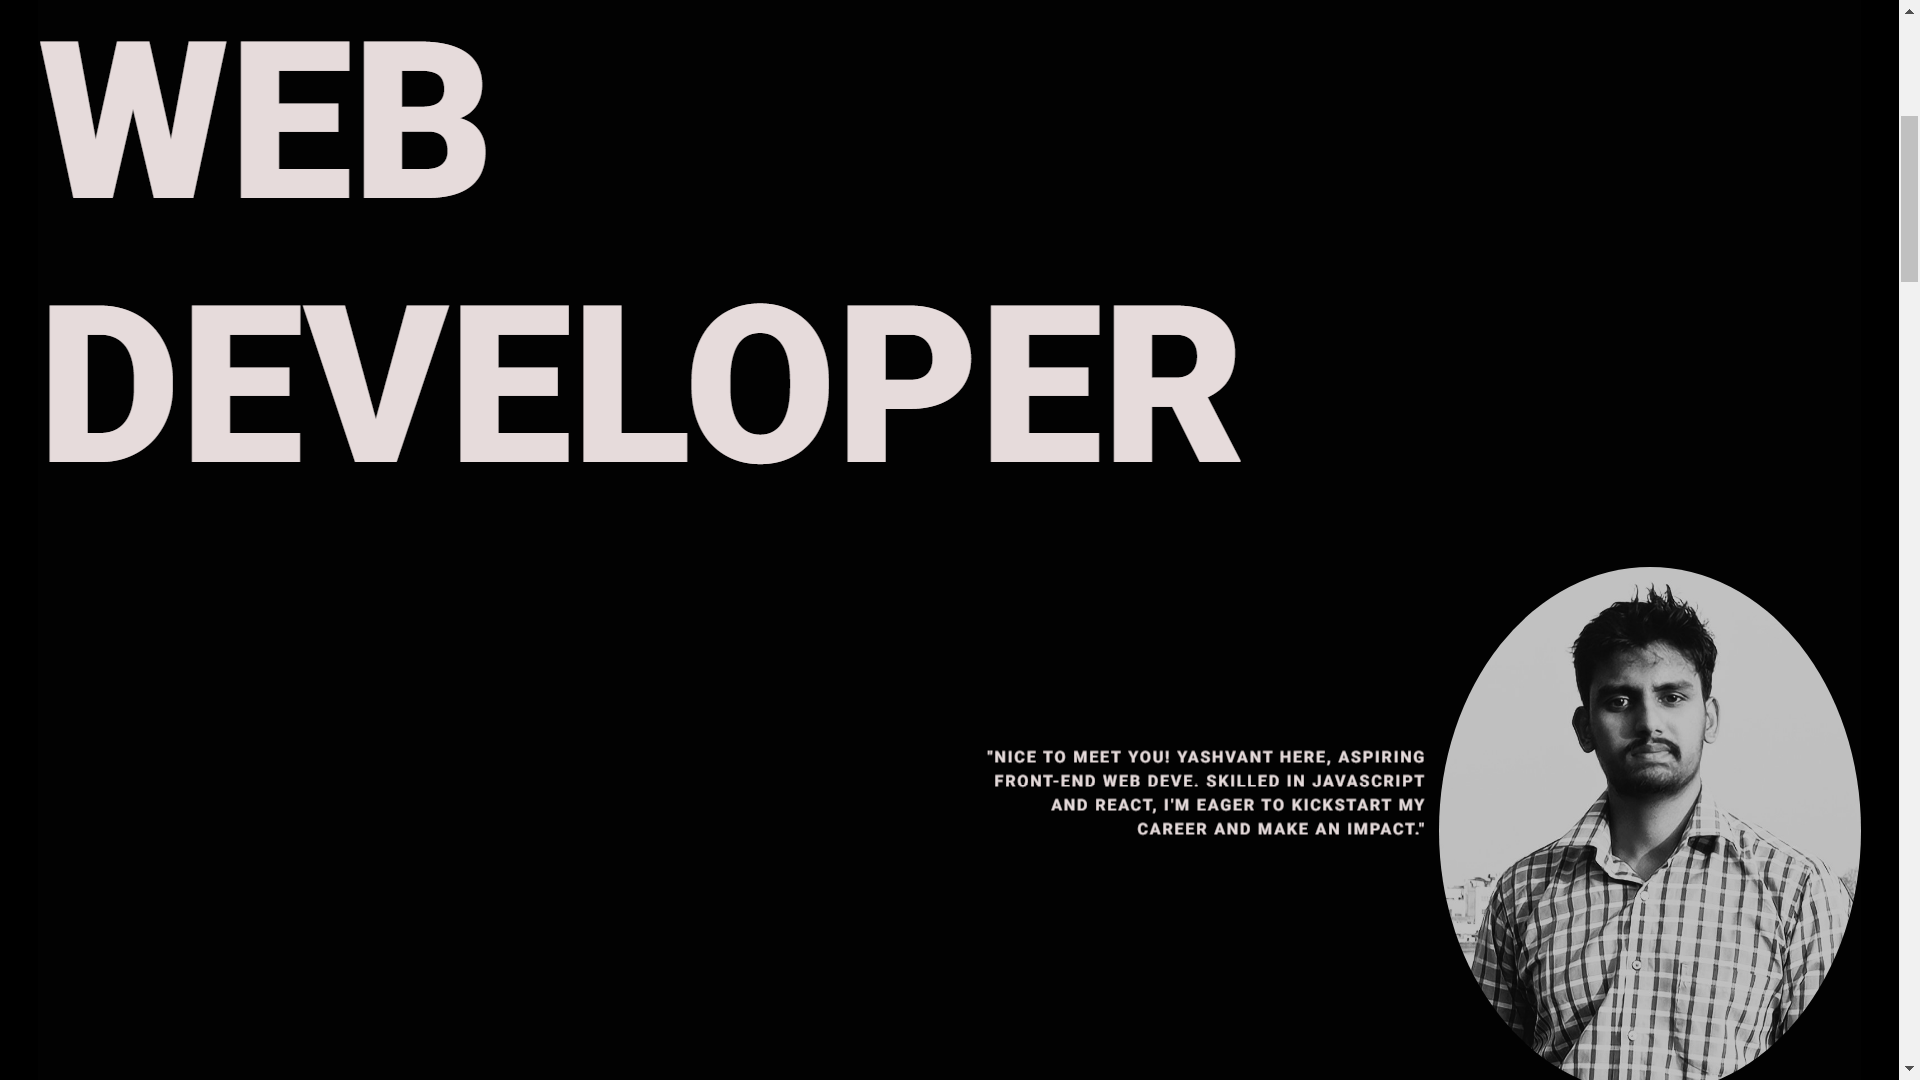 WEB
DEVELOPER
"NICE TO MEET YOU! YASHVANT HERE, ASPIRING
FRONT-END WEB DEVE. SKILLED IN JAVASCRIPT
AND REACT, I'M EAGER TO KICKSTART MY
CAREER AND MAKE AN IMPACT."